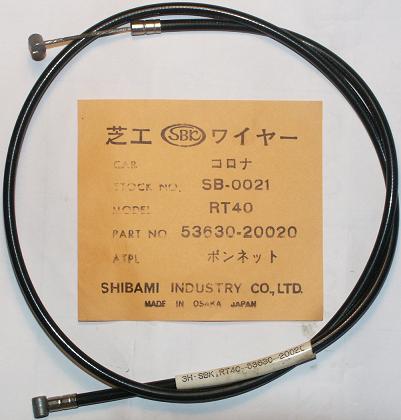 芝工 SBK ワイヤー
CAR コロナ
STOCK NO. SB-0021
MODEL RT40
PART NO 53630-20020
ATPL ボンネット
SHIBAMI INDUSTRY CO.,LTD.
MADE IN OSAKA JAPAN
3H-SBK.RT40-53630-20020